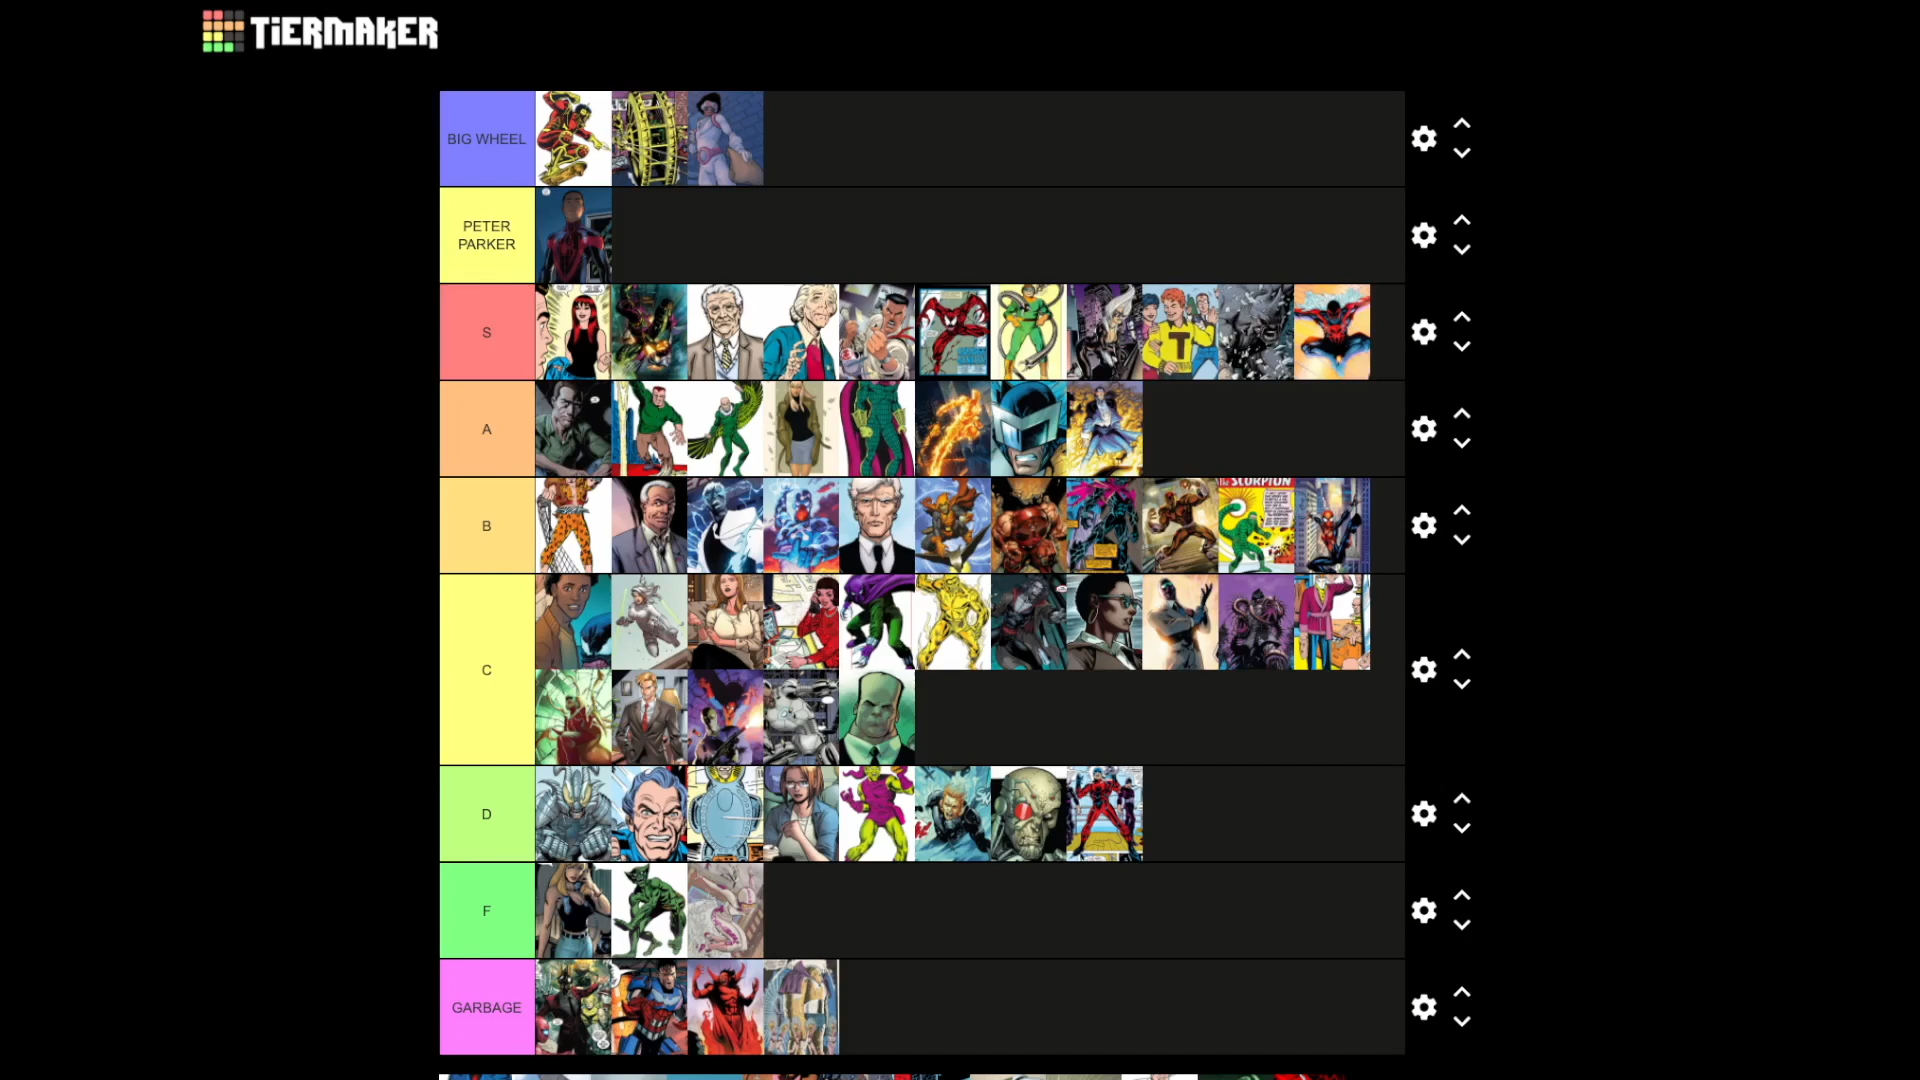 TiERMAKER
BIG WHEEL
PETER
PARKER
S
A
B
C
D
F
GARBAGE
T
SCORPION